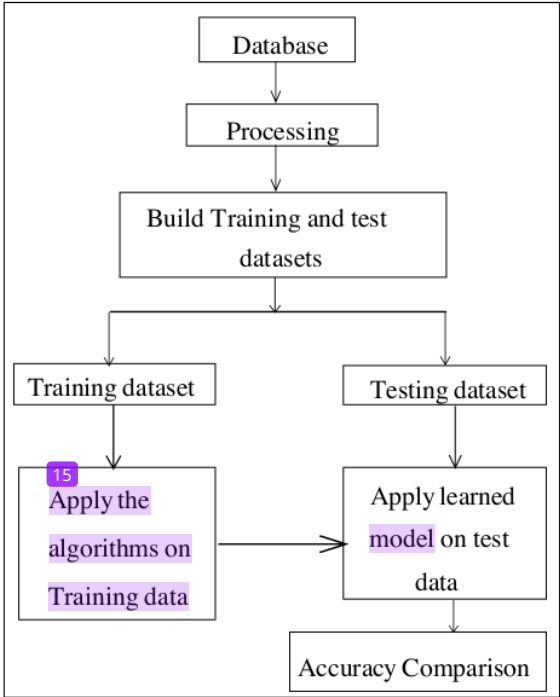 Database
Processing
Build Training and test
datasets
Training dataset
Testing dataset
15
Apply the
algorithms on
Training data
Apply learned
model on test
data
Accuracy Comparison